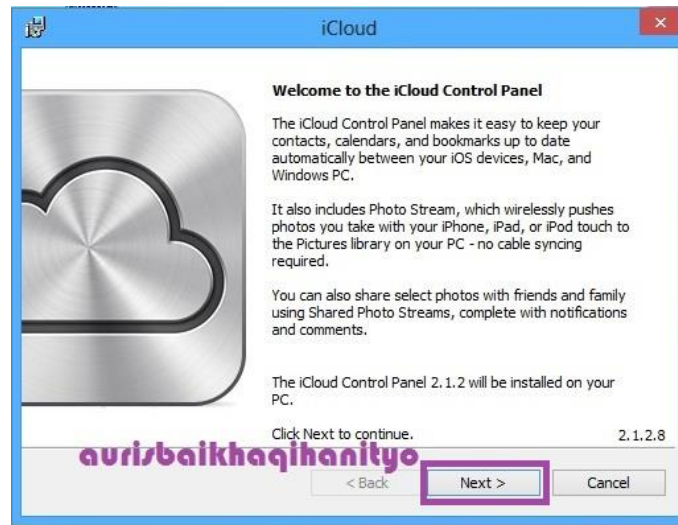 iCloud
Welcome to the iCloud Control Panel
The iCloud Control Panel makes it easy to keep your
contacts, calendars, and bookmarks up to date
automatically between your iOS devices, Mac, and
Windows PC.
It also includes Photo Stream, which wirelessly pushes
photos you take with your iPhone, iPad, or iPod touch to
the Pictures library on your PC - no cable syncing
required.
You can also share select photos with friends and family
using Shared Photo Streams, complete with notifications
and comments.
The iCloud Control Panel 2.1.2 will be installed on your
PC.
Click Next to continue. 2.1.2.8
aurisbaikhaqihanityo
< Back Next > Cancel